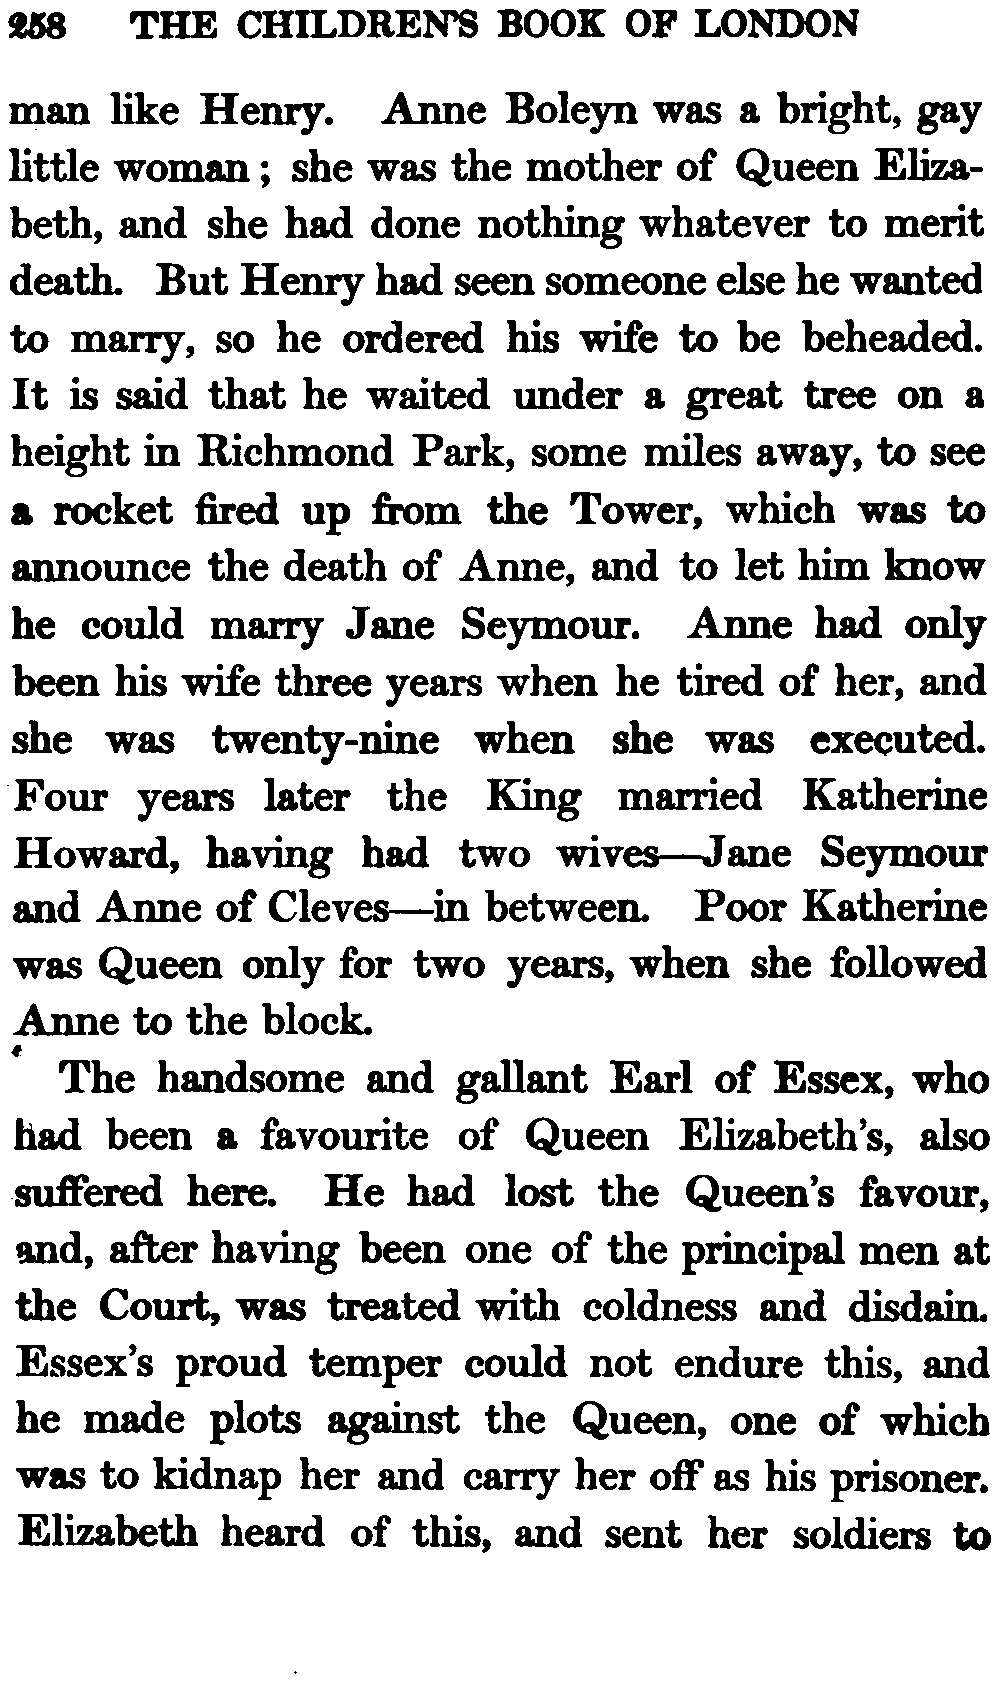 258 THE CHILDREN'S BOOK OF LONDON
man like Henry. Anne Boleyn was a bright, gay
little woman; she was the mother of Queen Eliza-
beth, and she had done nothing whatever to merit
death. But Henry had seen someone else he wanted
to marry, so he ordered his wife to be beheaded.
It is said that he waited under a great tree on a
height in Richmond Park, some miles away, to see
a rocket fired up from the Tower, which was to
announce the death of Anne, and to let him know
he could marry Jane Seymour. Anne had only
been his wife three years when he tired of her, and
she was twenty-nine when she was executed.
Four years later the King married Katherine
Howard, having had two wives—Jane Seymour
and Anne of Cleves—in between. Poor Katherine
was Queen only for two years, when she followed
Anne to the block.
The handsome and gallant Earl of Essex, who
had been a favourite of Queen Elizabeth's, also
suffered here. He had lost the Queen's favour,
and, after having been one of the principal men at
the Court, was treated with coldness and disdain.
Essex's proud temper could not endure this, and
he made plots against the Queen, one of which
was to kidnap her and carry her off as his prisoner.
Elizabeth heard of this, and sent her soldiers to